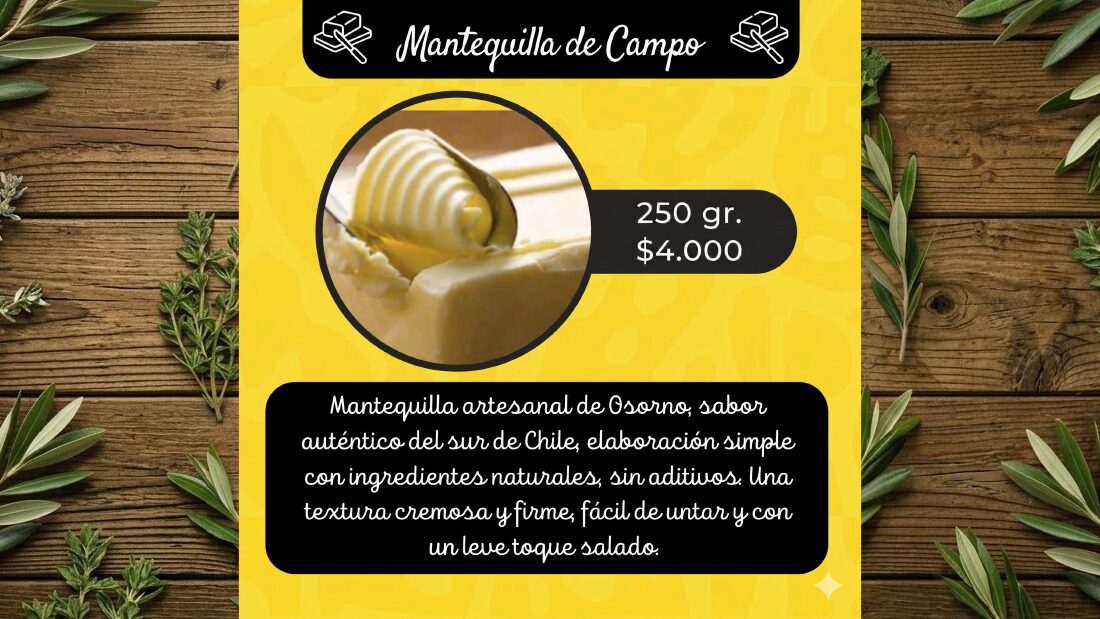 Mantequilla de Campo
250 gr.
$4.000
Mantequilla artesanal de Osorno, sabor
auténtico del sur de Chile, elaboración simple
con ingredientes naturales, sin aditivos. Una
textura cremosa y firme, fácil de untar y con
un leve toque salado.